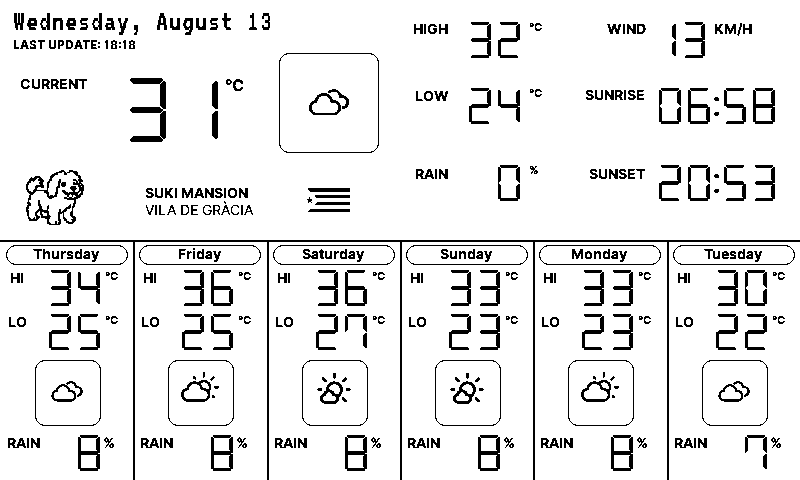 Wednesday, August 13
LAST UPDATE: 18:18
CURRENT 31 °C
HIGH 32 °C
WIND 13 KM/H
LOW 24 °C
SUNRISE 06:58
RAIN 0 %
SUNSET 20:53
SUKI MANSION
VILA DE GRÀCIA
Thursday
HI 34 °C
LO 25 °C
RAIN 8 %
Friday
HI 36 °C
LO 25 °C
RAIN 8 %
Saturday
HI 36 °C
LO 27 °C
RAIN 8 %
Sunday
HI 33 °C
LO 23 °C
RAIN 8 %
Monday
HI 33 °C
LO 23 °C
RAIN 8 %
Tuesday
HI 30 °C
LO 22 °C
RAIN 7 %